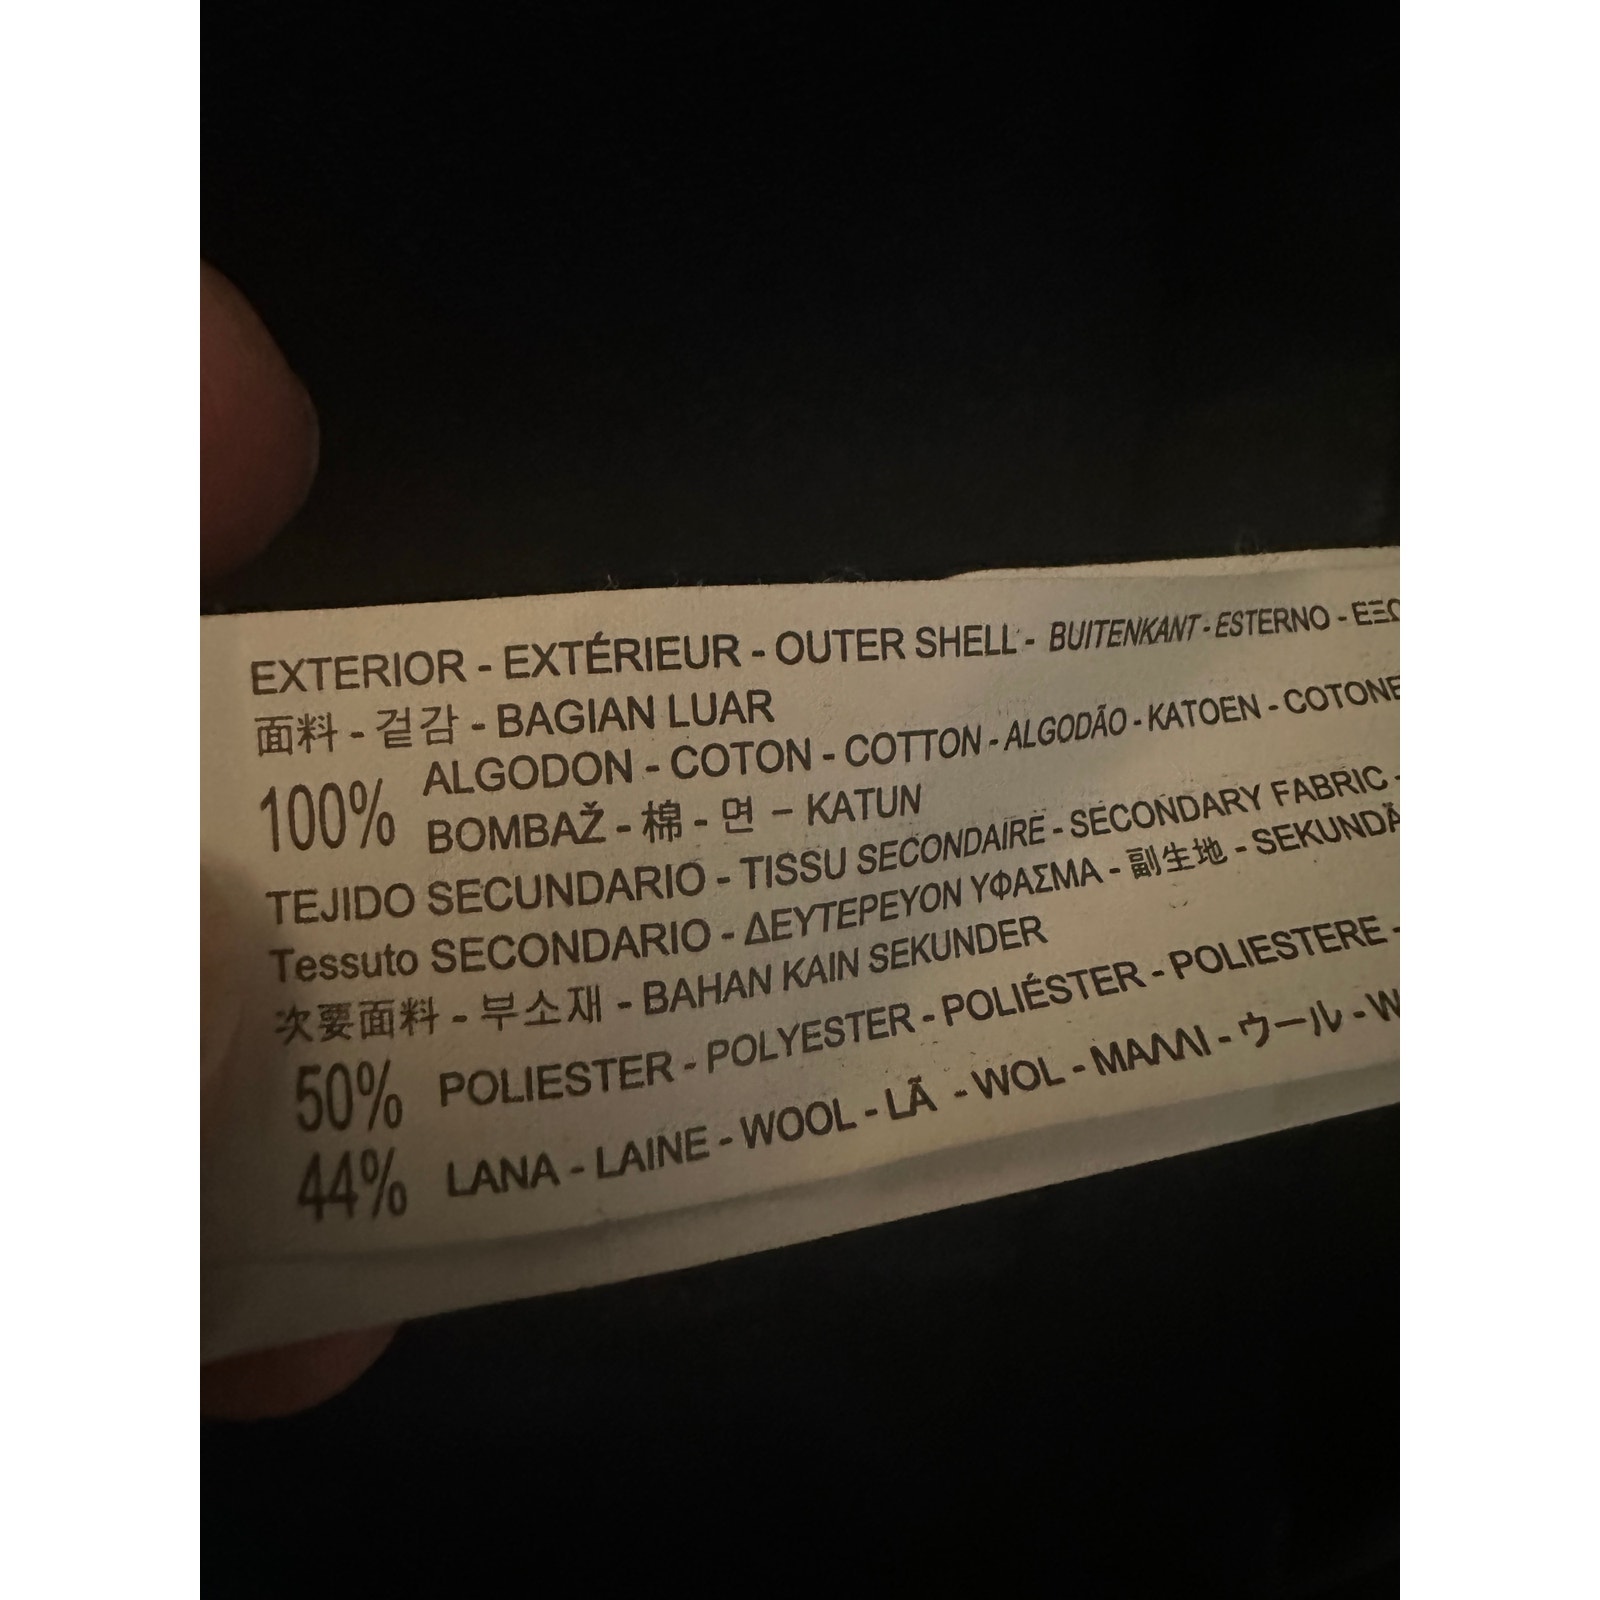 EXTERIOR - EXTÉRIEUR - OUTER SHELL - BUITENKANT - ESTERNO - ΕΞΩ
面料 - 겉감 - BAGIAN LUAR
100% ALGODON - COTON - COTTON - ALGODÃO - KATOEN - COTONE
BOMBAŽ - 棉 - 면 - KATUN
TEJIDO SECUNDARIO - TISSU SECONDAIRE - SECONDARY FABRIC -
Tessuto SECONDARIO - ΔΕΥΤΕΡΕΥΟΝ ΥΦΑΣΜΑ - 副生地 - SEKUNDÄ
次要面料 - 부소재 - BAHAN KAIN SEKUNDER
50% POLIESTER - POLYESTER - POLIÉSTER - POLIESTERE -
44% LANA - LAINE - WOOL - LÃ - WOL - ΜΑΛΛΙ - ウール - W